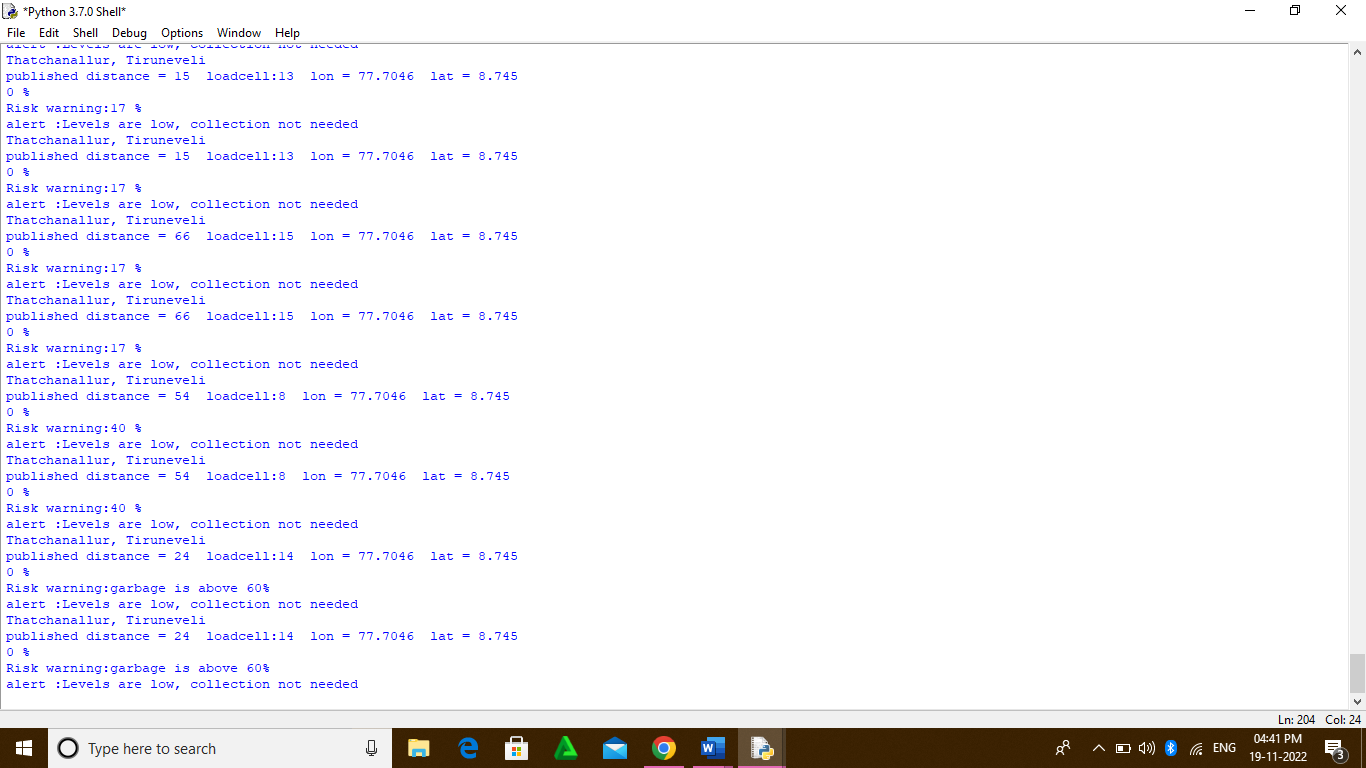 *Python 3.7.0 Shell*
File Edit Shell Debug Options Window Help
alert :Levels are low, collection not needed
Thatchanallur, Tiruneveli
published distance = 15  loadcell:13  lon = 77.7046  lat = 8.745
0 %
Risk warning:17 %
alert :Levels are low, collection not needed
Thatchanallur, Tiruneveli
published distance = 15  loadcell:13  lon = 77.7046  lat = 8.745
0 %
Risk warning:17 %
alert :Levels are low, collection not needed
Thatchanallur, Tiruneveli
published distance = 66  loadcell:15  lon = 77.7046  lat = 8.745
0 %
Risk warning:17 %
alert :Levels are low, collection not needed
Thatchanallur, Tiruneveli
published distance = 66  loadcell:15  lon = 77.7046  lat = 8.745
0 %
Risk warning:17 %
alert :Levels are low, collection not needed
Thatchanallur, Tiruneveli
published distance = 54  loadcell:8  lon = 77.7046  lat = 8.745
0 %
Risk warning:40 %
alert :Levels are low, collection not needed
Thatchanallur, Tiruneveli
published distance = 54  loadcell:8  lon = 77.7046  lat = 8.745
0 %
Risk warning:40 %
alert :Levels are low, collection not needed
Thatchanallur, Tiruneveli
published distance = 24  loadcell:14  lon = 77.7046  lat = 8.745
0 %
Risk warning:garbage is above 60%
alert :Levels are low, collection not needed
Thatchanallur, Tiruneveli
published distance = 24  loadcell:14  lon = 77.7046  lat = 8.745
0 %
Risk warning:garbage is above 60%
alert :Levels are low, collection not needed
Ln: 204 Col: 24
Type here to search
ENG
04:41 PM
19-11-2022
3